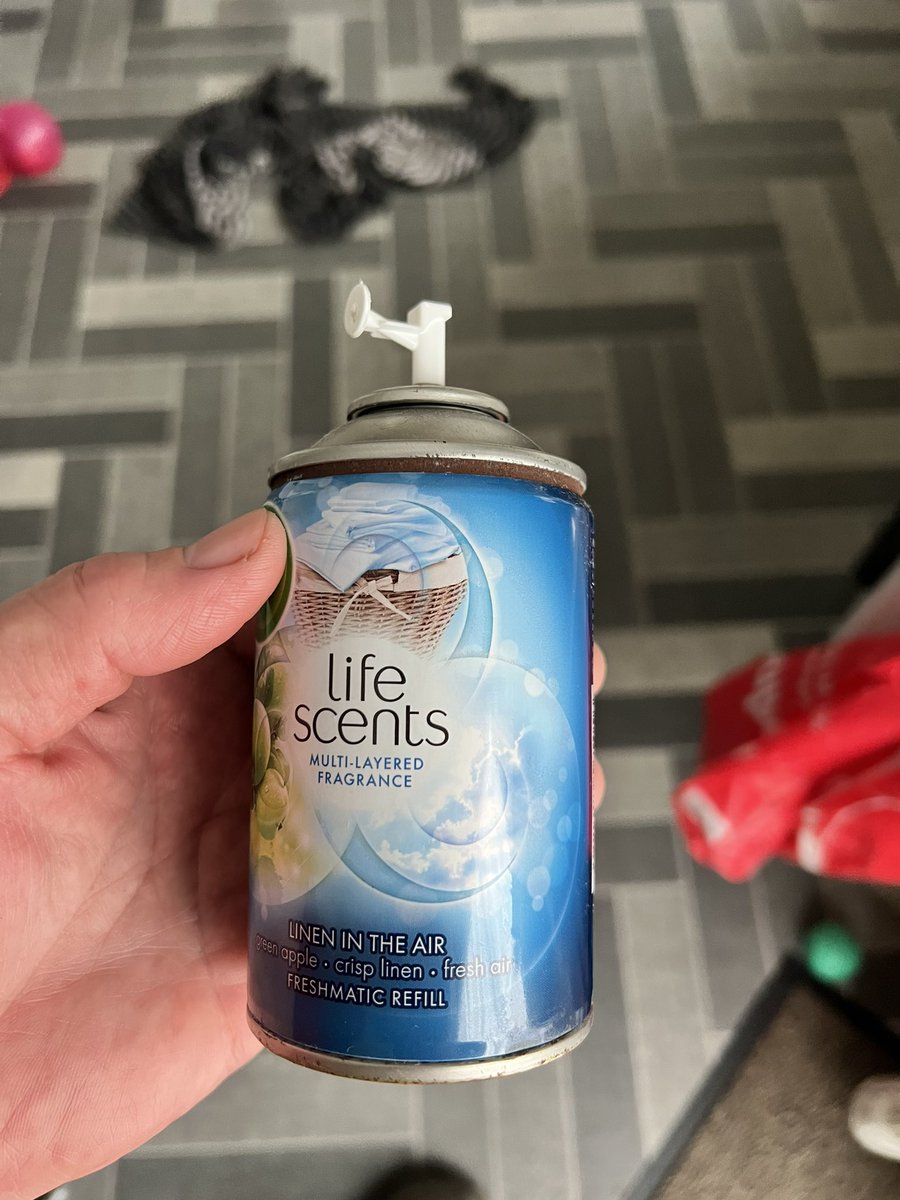 life
scents
MULTI-LAYERED
FRAGRANCE
LINEN IN THE AIR
green apple • crisp linen • fresh air
FRESHMATIC REFILL